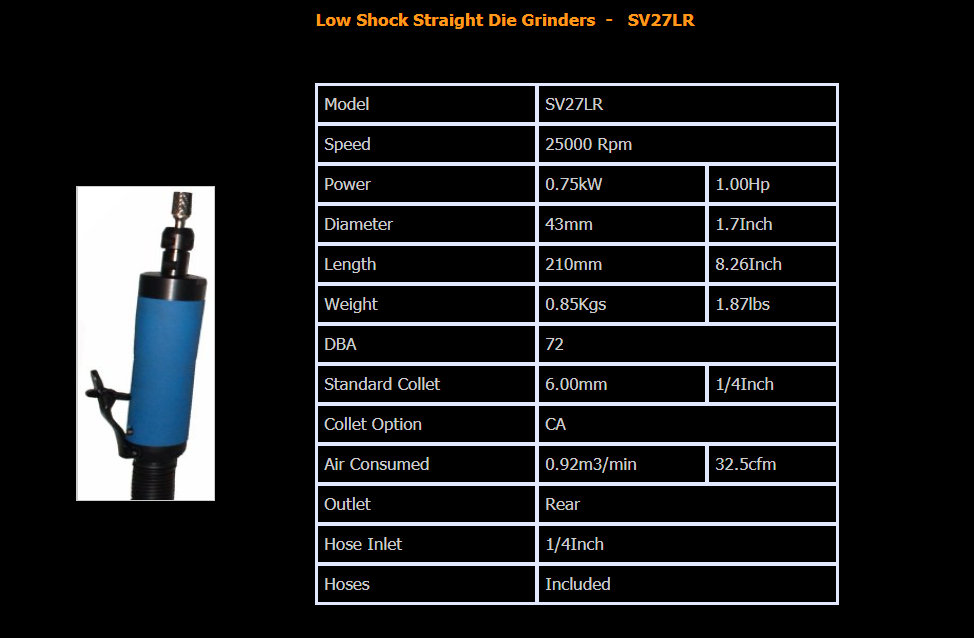 Low Shock Straight Die Grinders - SV27LR
Model SV27LR
Speed 25000 Rpm
Power 0.75kW 1.00Hp
Diameter 43mm 1.7Inch
Length 210mm 8.26Inch
Weight 0.85Kgs 1.87lbs
DBA 72
Standard Collet 6.00mm 1/4Inch
Collet Option CA
Air Consumed 0.92m3/min 32.5cfm
Outlet Rear
Hose Inlet 1/4Inch
Hoses Included